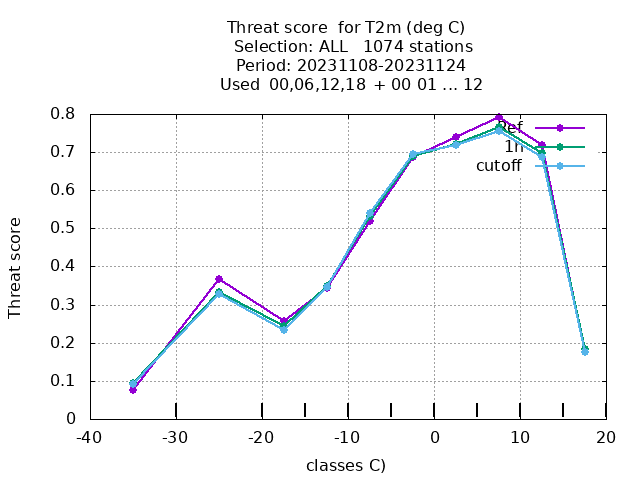 Threat score  for T2m (deg C)
Selection: ALL   1074 stations
Period: 20231108-20231124
Used  00,06,12,18  + 00 01 ... 12
Threat score
0.8
0.7
0.6
0.5
0.4
0.3
0.2
0.1
0
-40
-30
-20
-10
0
10
20
classes C)
Ref
1h
cutoff